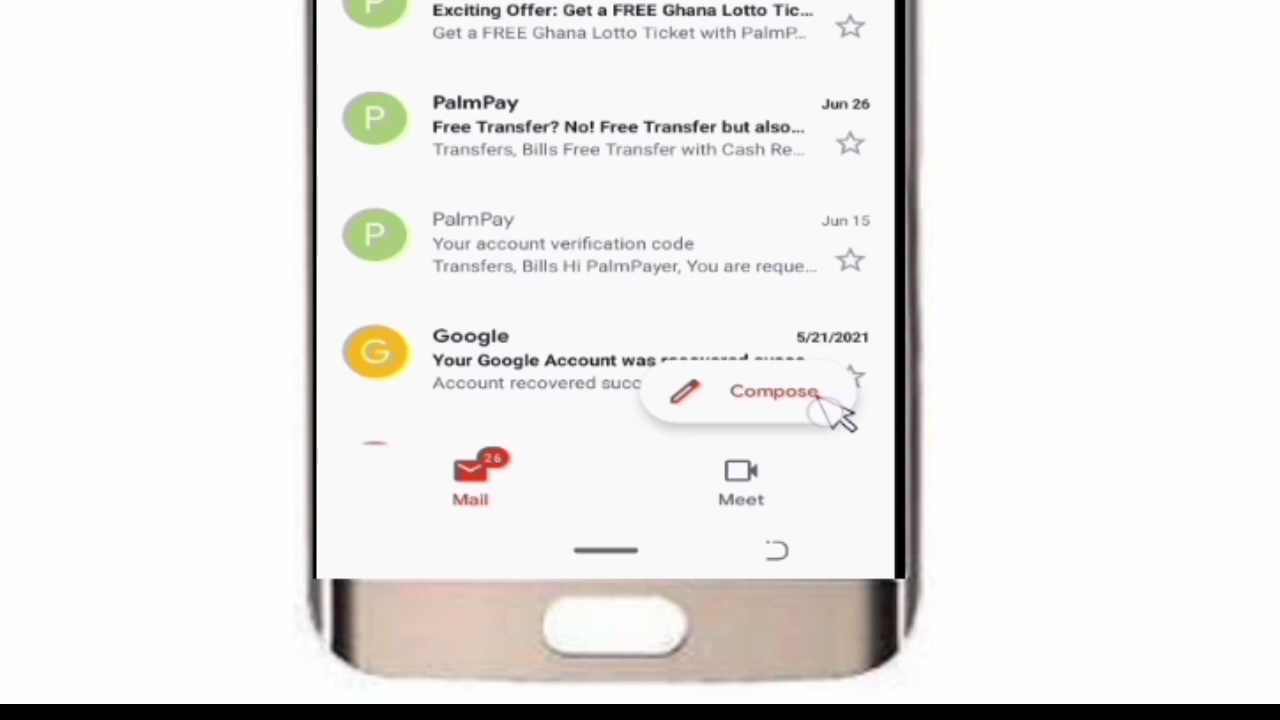 P
Exciting Offer: Get a FREE Ghana Lotto Tic...
Get a FREE Ghana Lotto Ticket with PalmP...
P
PalmPay
Jun 26
Free Transfer? No! Free Transfer but also...
Transfers, Bills Free Transfer with Cash Re...
P
PalmPay
Jun 15
Your account verification code
Transfers, Bills Hi PalmPayer, You are reque...
G
Google
5/21/2021
Your Google Account was recovered succe...
Account recovered succ
Compose
26
Mail
Meet